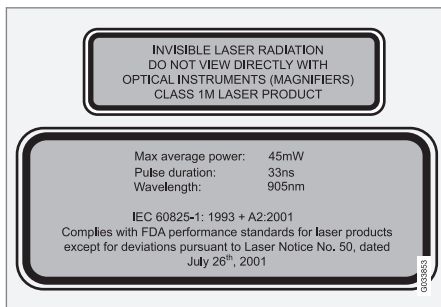 INVISIBLE LASER RADIATION
DO NOT VIEW DIRECTLY WITH
OPTICAL INSTRUMENTS (MAGNIFIERS)
CLASS 1M LASER PRODUCT
Max average power: 45mW
Pulse duration: 33ns
Wavelength: 905nm
IEC 60825-1: 1993 + A2:2001
Complies with FDA performance standards for laser products
except for deviations pursuant to Laser Notice No. 50, dated
July 26th, 2001
G033853